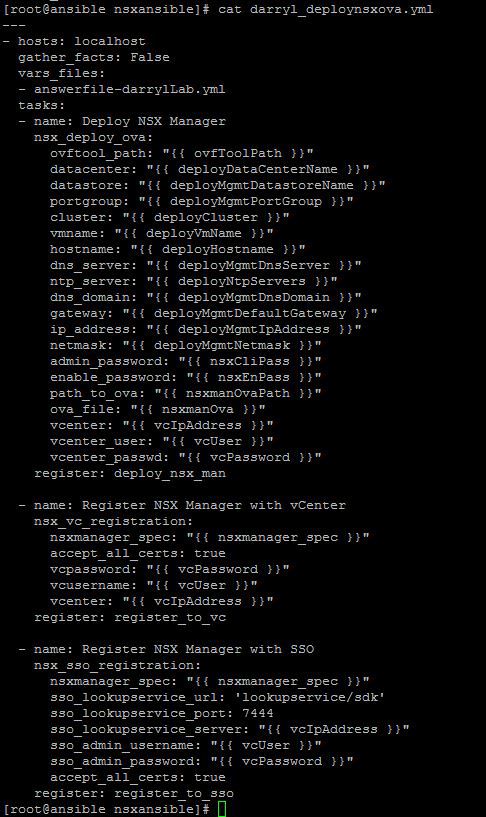 [root@ansible nsxansible]# cat darryl_deploynsxova.yml
---
- hosts: localhost
  gather_facts: False
  vars_files:
  - answerfile-darrylLab.yml
  tasks:
  - name: Deploy NSX Manager
    nsx_deploy_ova:
      ovftool_path: "{{ ovfToolPath }}"
      datacenter: "{{ deployDataCenterName }}"
      datastore: "{{ deployMgmtDatastoreName }}"
      portgroup: "{{ deployMgmtPortGroup }}"
      cluster: "{{ deployCluster }}"
      vmname: "{{ deployVmName }}"
      hostname: "{{ deployHostname }}"
      dns_server: "{{ deployMgmtDnsServer }}"
      ntp_server: "{{ deployNtpServers }}"
      dns_domain: "{{ deployMgmtDnsDomain }}"
      gateway: "{{ deployMgmtDefaultGateway }}"
      ip_address: "{{ deployMgmtIpAddress }}"
      netmask: "{{ deployMgmtNetmask }}"
      admin_password: "{{ nsxCliPass }}"
      enable_password: "{{ nsxEnPass }}"
      path_to_ova: "{{ nsxmanOvaPath }}"
      ova_file: "{{ nsxmanOva }}"
      vcenter: "{{ vcIpAddress }}"
      vcenter_user: "{{ vcUser }}"
      vcenter_passwd: "{{ vcPassword }}"
    register: deploy_nsx_man

  - name: Register NSX Manager with vCenter
    nsx_vc_registration:
      nsxmanager_spec: "{{ nsxmanager_spec }}"
      accept_all_certs: true
      vcpassword: "{{ vcPassword }}"
      vcusername: "{{ vcUser }}"
      vcenter: "{{ vcIpAddress }}"
    register: register_to_vc

  - name: Register NSX Manager with SSO
    nsx_sso_registration:
      nsxmanager_spec: "{{ nsxmanager_spec }}"
      sso_lookupservice_url: 'lookupservice/sdk'
      sso_lookupservice_port: 7444
      sso_lookupservice_server: "{{ vcIpAddress }}"
      sso_admin_username: "{{ vcUser }}"
      sso_admin_password: "{{ vcPassword }}"
      accept_all_certs: true
    register: register_to_sso
[root@ansible nsxansible]#